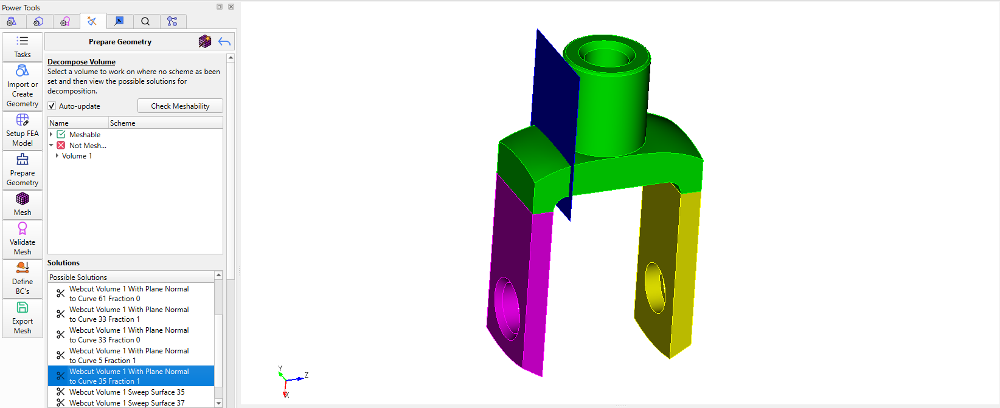 Power Tools
Prepare Geometry
Tasks
Import or
Create
Geometry
Setup FEA
Model
Prepare
Geometry
Mesh
Validate
Mesh
Define
BC's
Export
Mesh
Decompose Volume
Select a volume to work on where no scheme as been
set and then view the possible solutions for
decomposition.
Auto-update
Check Meshability
Name Scheme
Meshable
Not Mesh...
Volume 1
Solutions
Possible Solutions
Webcut Volume 1 With Plane Normal
to Curve 61 Fraction 0
Webcut Volume 1 With Plane Normal
to Curve 33 Fraction 1
Webcut Volume 1 With Plane Normal
to Curve 33 Fraction 0
Webcut Volume 1 With Plane Normal
to Curve 5 Fraction 1
Webcut Volume 1 With Plane Normal
to Curve 35 Fraction 1
Webcut Volume 1 Sweep Surface 35
Webcut Volume 1 Sweep Surface 37
Y
Z
X